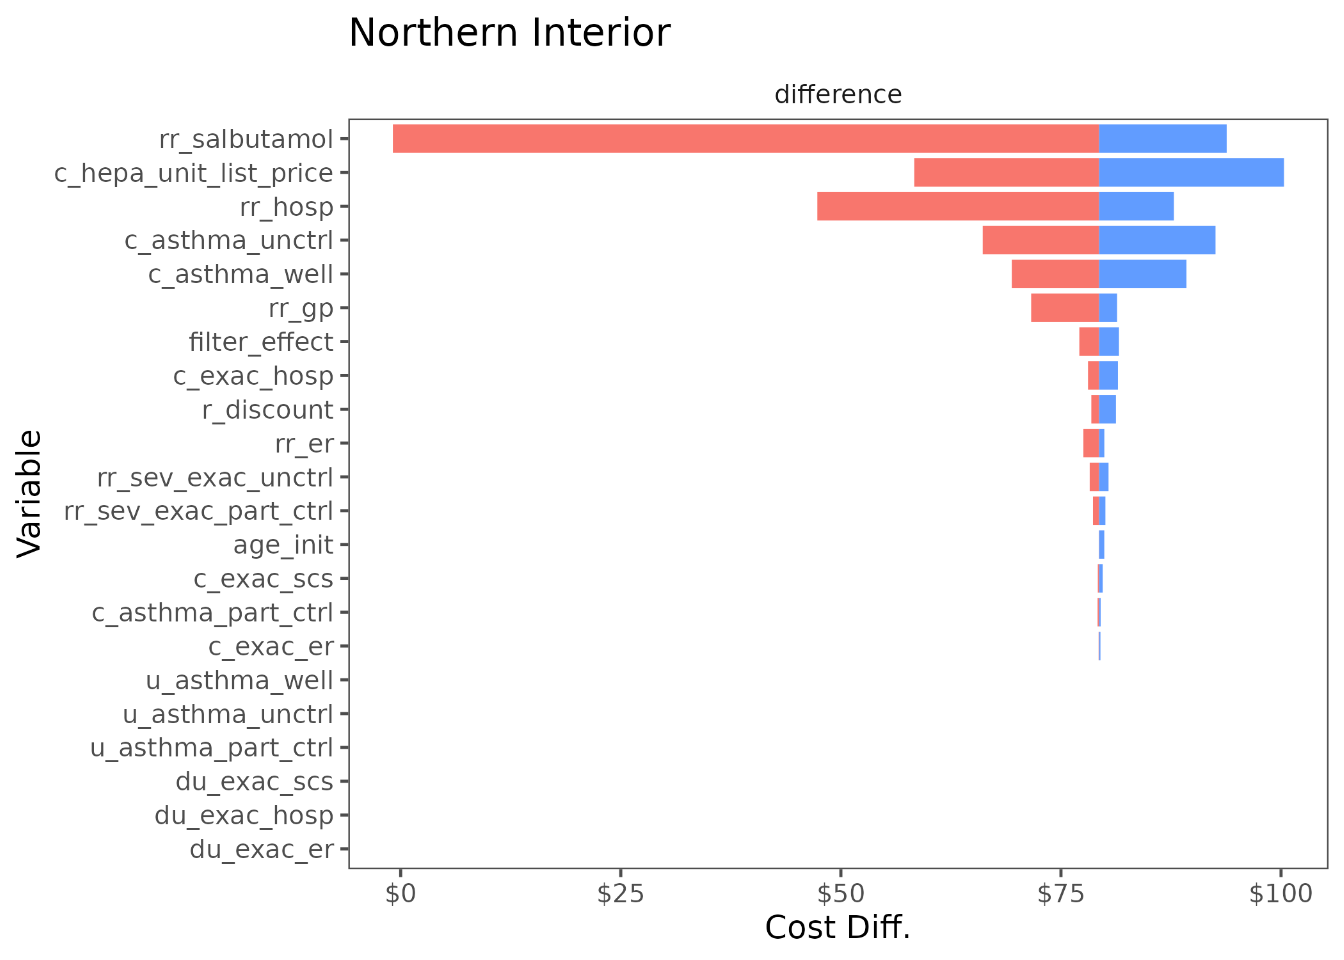 Northern Interior
difference
rr_salbutamol
c_hepa_unit_list_price
rr_hosp
c_asthma_unctrl
c_asthma_well
rr_gp
filter_effect
c_exac_hosp
r_discount
rr_er
rr_sev_exac_unctrl
rr_sev_exac_part_ctrl
age_init
c_exac_scs
c_asthma_part_ctrl
c_exac_er
u_asthma_well
u_asthma_unctrl
u_asthma_part_ctrl
du_exac_scs
du_exac_hosp
du_exac_er
Variable
$0 $25 $50 $75 $100
Cost Diff.